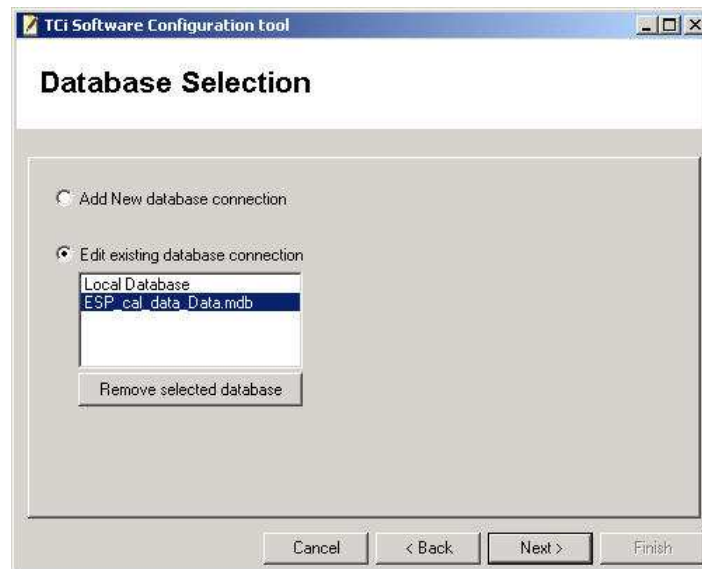 TCi Software Configuration tool
Database Selection
Add New database connection
Edit existing database connection
Local Database
ESP_cal_data_Data.mdb
Remove selected database
Cancel
< Back
Next >
Finish